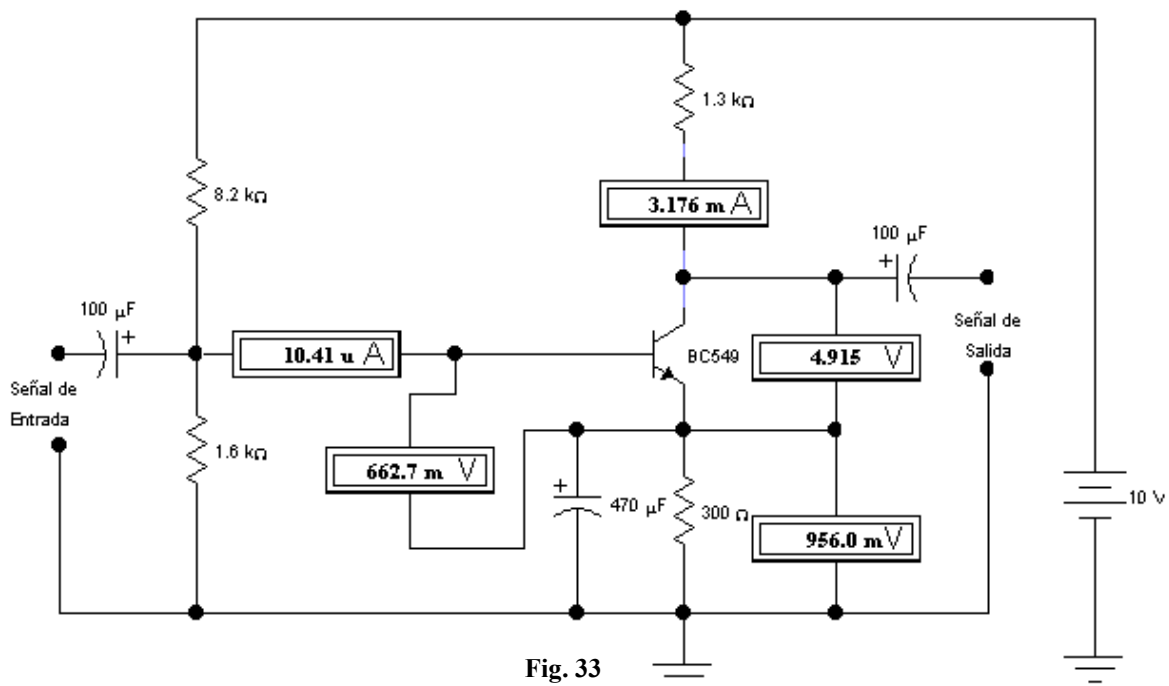 1.3 kΩ
8.2 kΩ
3.176 m A
100 µF
100 µF
Señal de
Salida
10.41 u A
BC549
4.915 V
Señal de
Entrada
1.6 kΩ
662.7 m V
470 µF
300 Ω
956.0 m V
10 V
Fig. 33